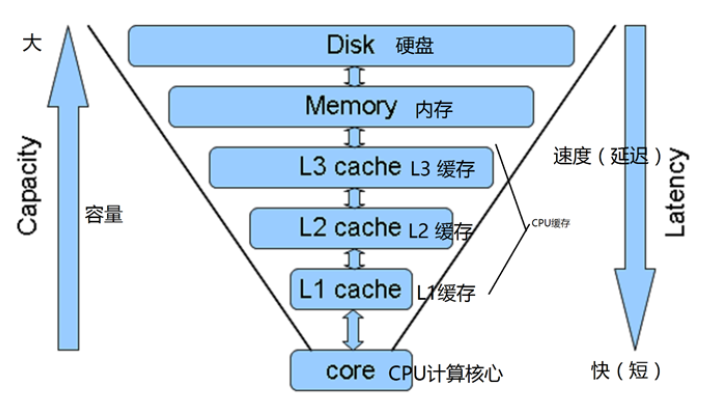 大
Disk 硬盘
Memory 内存
L3 cache L3 缓存
速度（延迟）
Capacity
容量
L2 cache L2 缓存
CPU缓存
Latency
L1 cache L1缓存
core CPU计算核心
快（短）